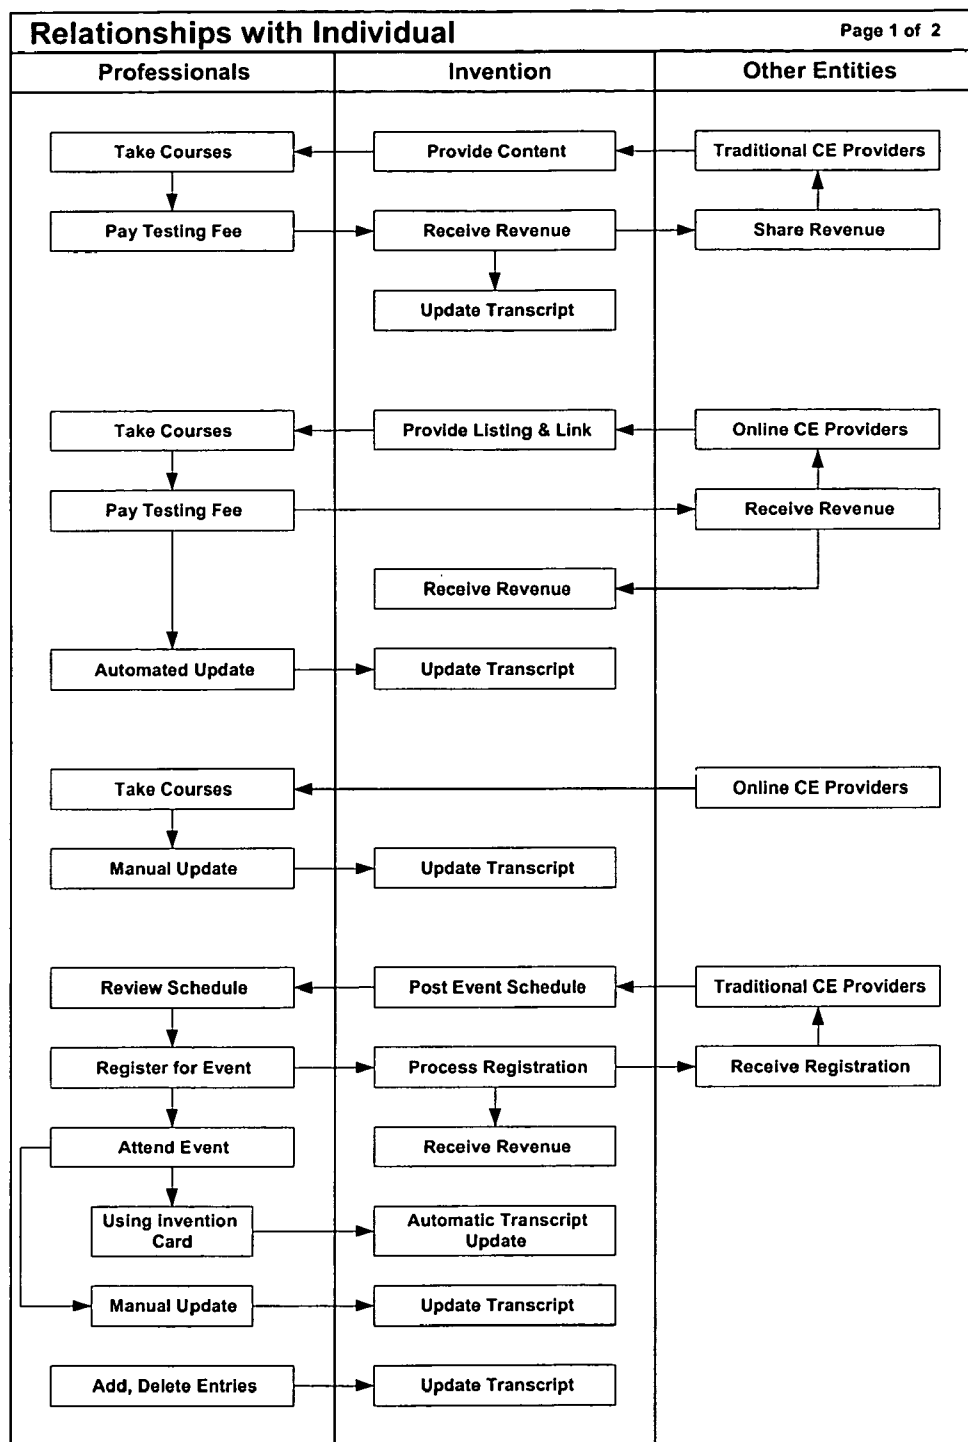 Relationships with Individual
Page 1 of 2
Professionals
Invention
Other Entities
Take Courses
Provide Content
Traditional CE Providers
Pay Testing Fee
Receive Revenue
Share Revenue
Update Transcript
Take Courses
Provide Listing & Link
Online CE Providers
Pay Testing Fee
Receive Revenue
Receive Revenue
Automated Update
Update Transcript
Take Courses
Online CE Providers
Manual Update
Update Transcript
Review Schedule
Post Event Schedule
Traditional CE Providers
Register for Event
Process Registration
Receive Registration
Attend Event
Receive Revenue
Using invention
Card
Automatic Transcript
Update
Manual Update
Update Transcript
Add, Delete Entries
Update Transcript